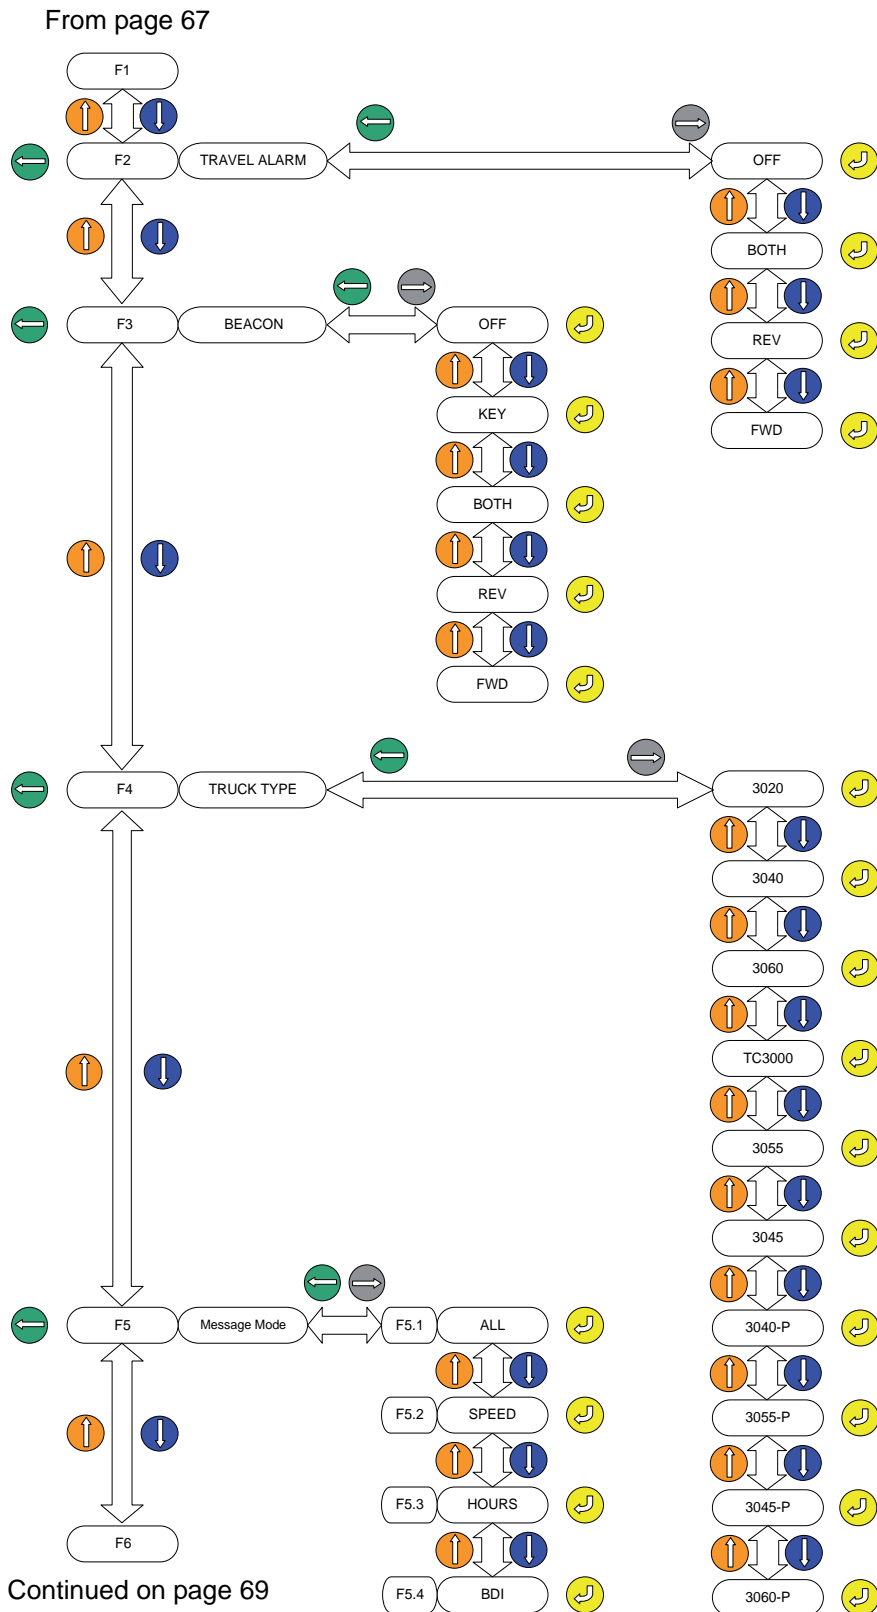 From page 67
F1
F2 TRAVEL ALARM OFF
BOTH
REV
FWD
F3 BEACON OFF
KEY
BOTH
REV
FWD
F4 TRUCK TYPE 3020
3040
3060
TC3000
3055
3045
3040-P
3055-P
3045-P
3060-P
F5 Message Mode F5.1 ALL
F5.2 SPEED
F5.3 HOURS
F5.4 BDI
F6
Continued on page 69